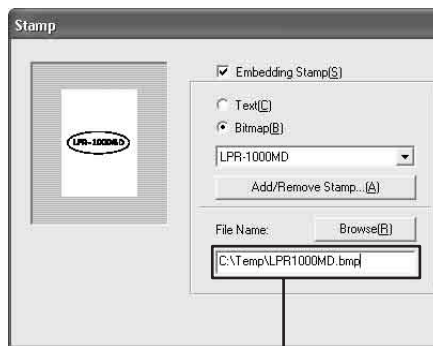 Stamp
Embedding Stamp[S]
Text[C]
Bitmap[B]
LPR-1000MD
LPR-1000MD
Add/Remove Stamp...[A]
File Name: Browse[R]
C:\Temp\LPR1000MD.bmp